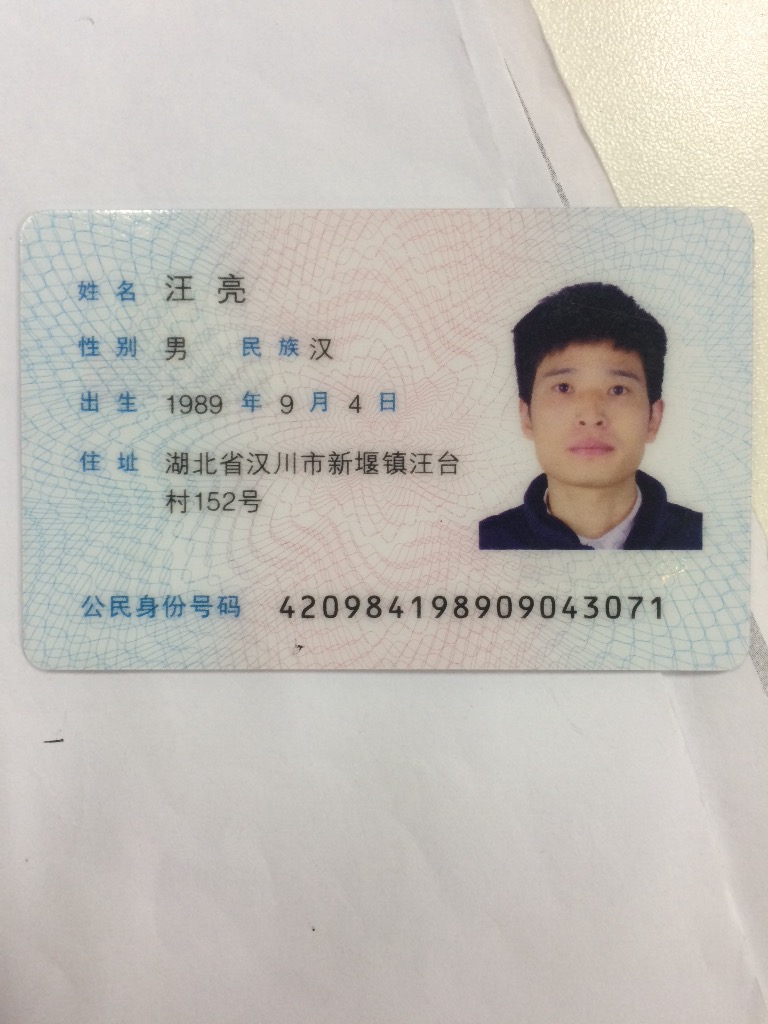 姓名 汪亮
性别 男 民族 汉
出生 1989 年 9 月 4 日
住址 湖北省汉川市新堰镇汪台
村152号
公民身份号码 420984198909043071